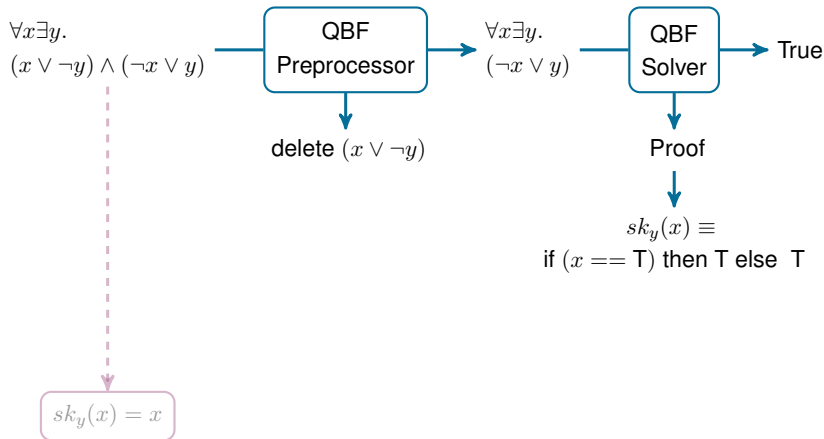 ∀x∃y.
(x ∨ ¬y) ∧ (¬x ∨ y)
QBF
Preprocessor
∀x∃y.
(¬x ∨ y)
QBF
Solver
True
delete (x ∨ ¬y)
Proof
sk_y(x) ≡
if (x == T) then T else T
sk_y(x) = x